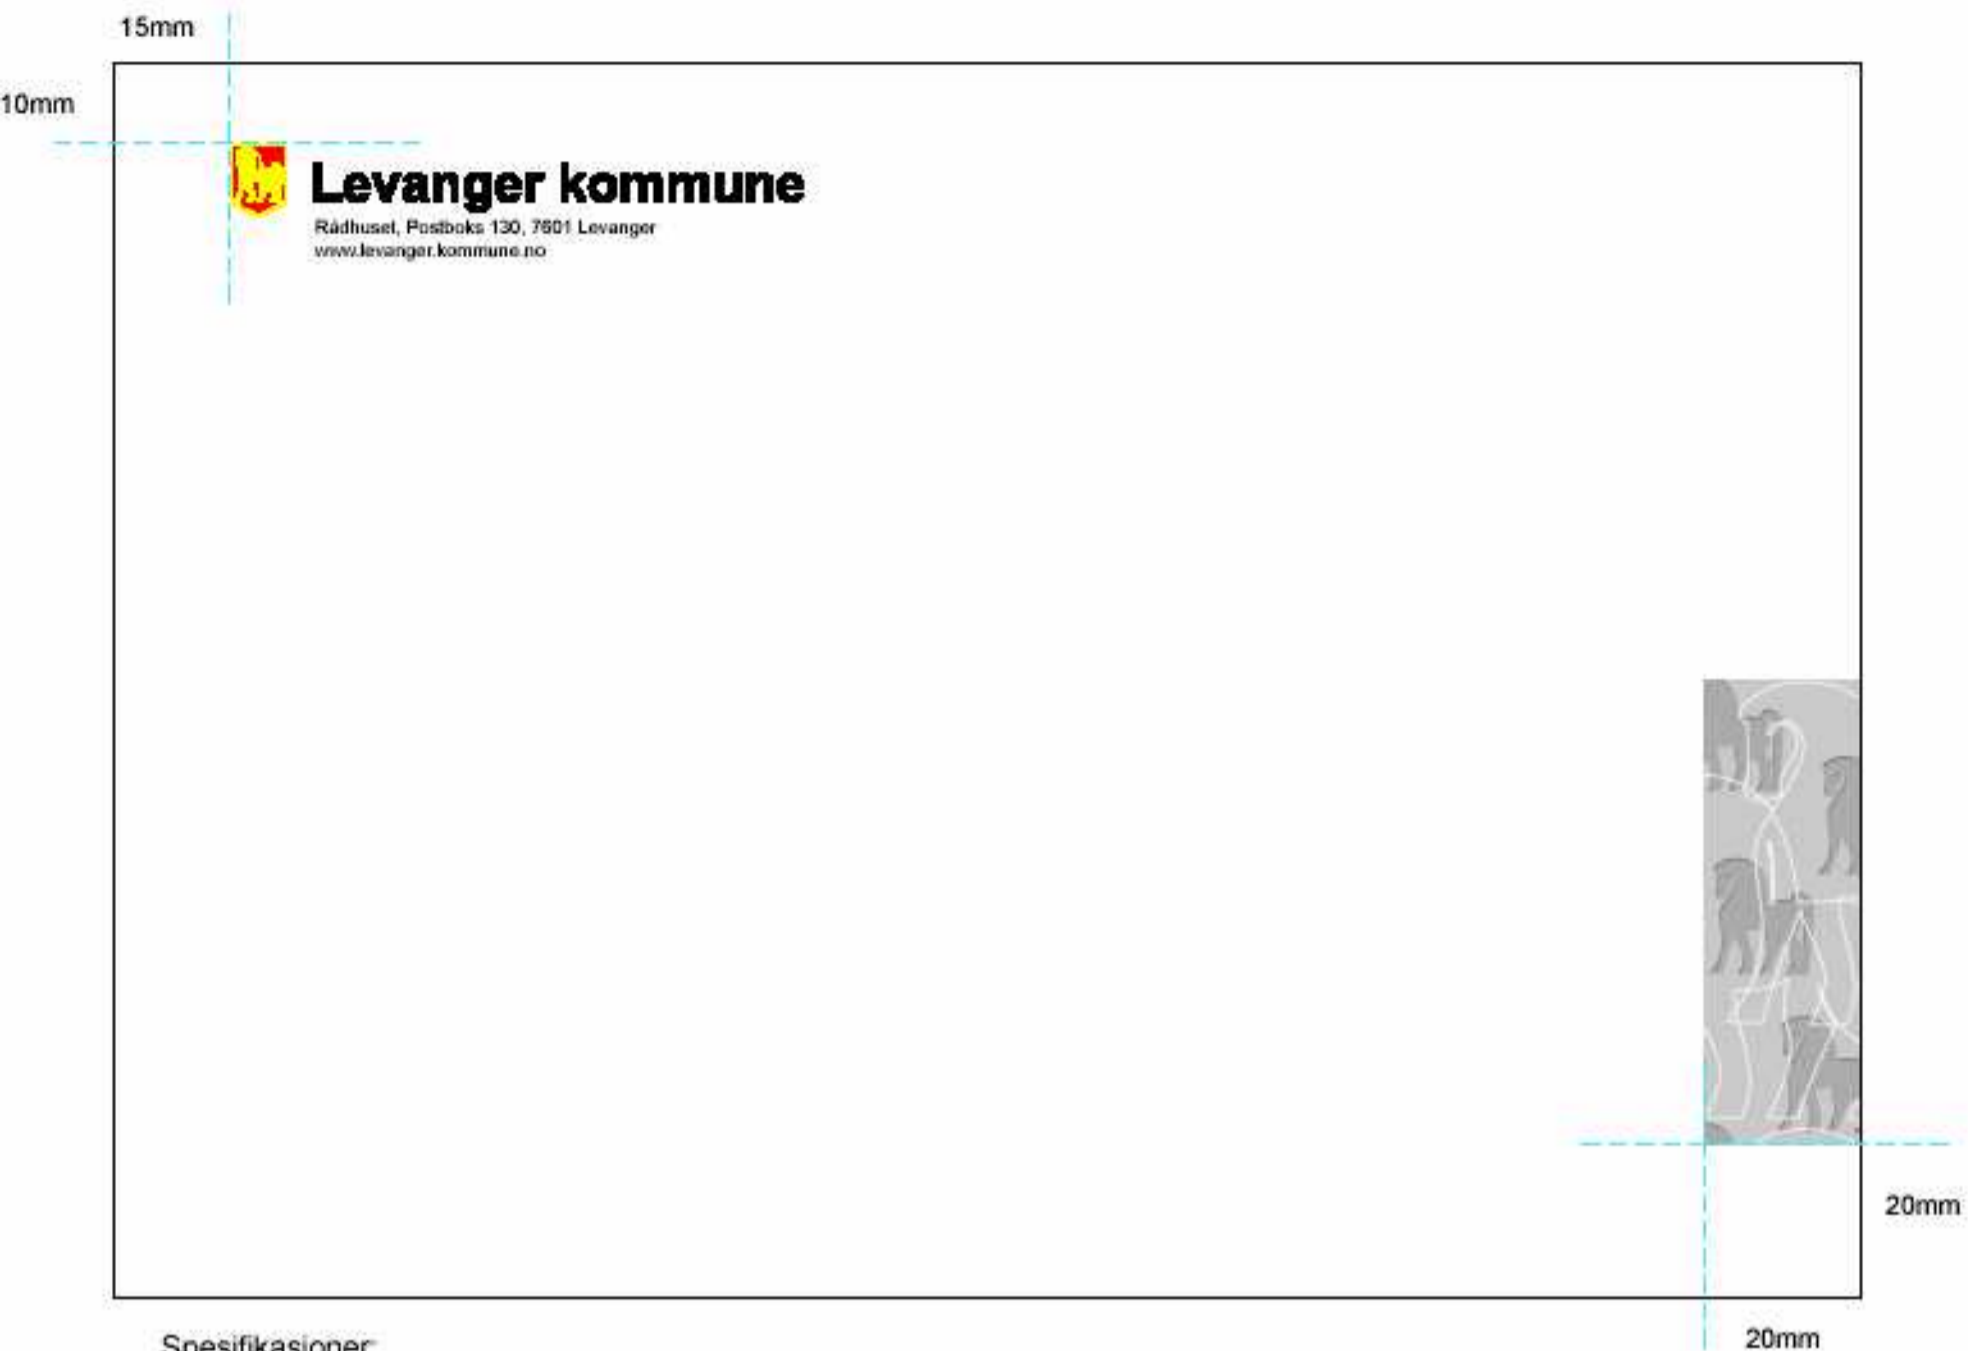 15mm
10mm
Levanger kommune
Rådhuset, Postboks 130, 7601 Levanger
www.levanger.kommune.no
20mm
20mm
Spesifikasjoner: